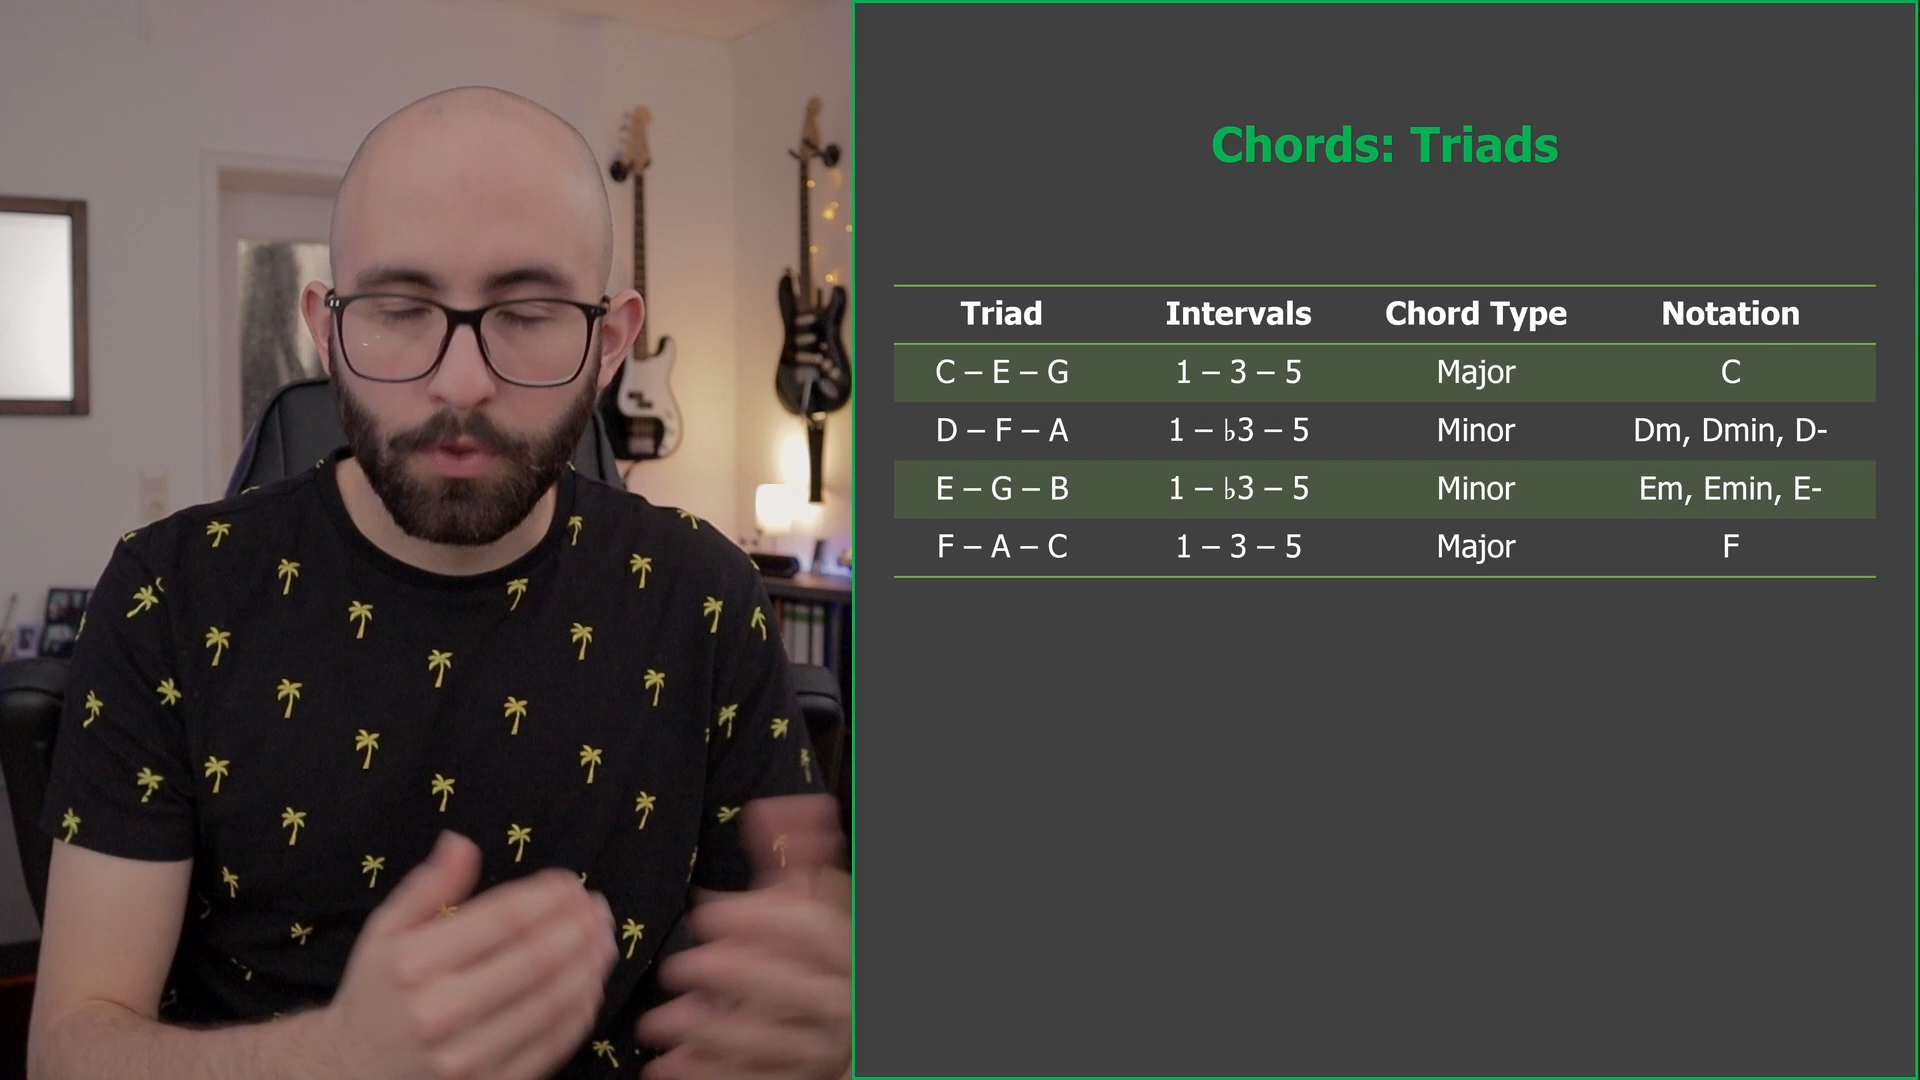 Chords: Triads
Triad Intervals Chord Type Notation
C – E – G 1 – 3 – 5 Major C
D – F – A 1 – ♭3 – 5 Minor Dm, Dmin, D-
E – G – B 1 – ♭3 – 5 Minor Em, Emin, E-
F – A – C 1 – 3 – 5 Major F